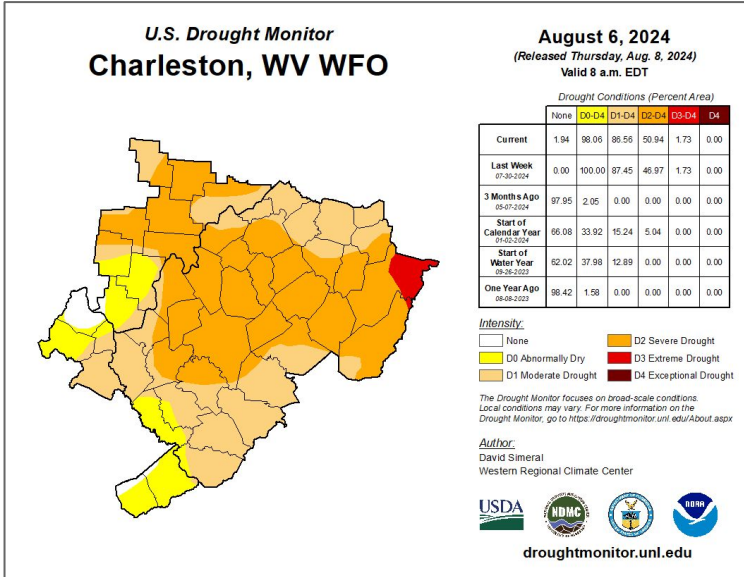 U.S. Drought Monitor
Charleston, WV WFO
August 6, 2024
(Released Thursday, Aug. 8, 2024)
Valid 8 a.m. EDT
Drought Conditions (Percent Area)
None D0-D4 D1-D4 D2-D4 D3-D4 D4
Current 1.94 98.06 86.56 50.94 1.73 0.00
Last Week
07-30-2024 0.00 100.00 87.45 46.97 1.73 0.00
3 Months Ago
05-07-2024 97.95 2.05 0.00 0.00 0.00 0.00
Start of
Calendar Year
01-02-2024 66.08 33.92 15.24 5.04 0.00 0.00
Start of
Water Year
09-26-2023 62.02 37.98 12.89 0.00 0.00 0.00
One Year Ago
08-08-2023 98.42 1.58 0.00 0.00 0.00 0.00
Intensity:
None
D0 Abnormally Dry
D1 Moderate Drought
D2 Severe Drought
D3 Extreme Drought
D4 Exceptional Drought
The Drought Monitor focuses on broad-scale conditions.
Local conditions may vary. For more information on the
Drought Monitor, go to https://droughtmonitor.unl.edu/About.aspx
Author:
David Simeral
Western Regional Climate Center
USDA
NDMC
NOAA
droughtmonitor.unl.edu